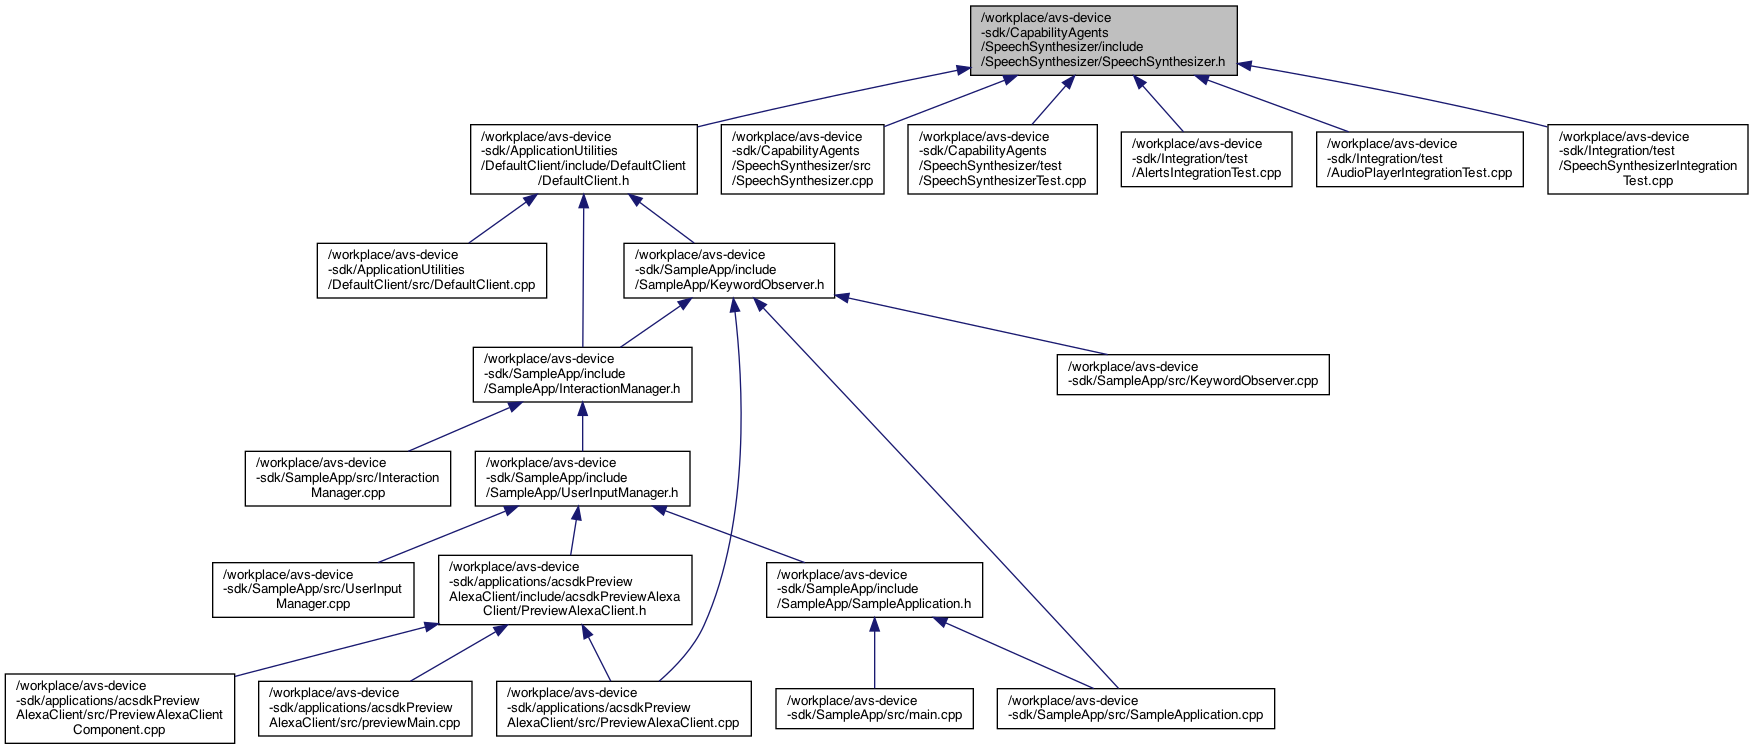 /workplace/avs-device
-sdk/CapabilityAgents
/SpeechSynthesizer/include
/SpeechSynthesizer/SpeechSynthesizer.h
/workplace/avs-device
-sdk/ApplicationUtilities
/DefaultClient/include/DefaultClient
/DefaultClient.h
/workplace/avs-device
-sdk/CapabilityAgents
/SpeechSynthesizer/src
/SpeechSynthesizer.cpp
/workplace/avs-device
-sdk/CapabilityAgents
/SpeechSynthesizer/test
/SpeechSynthesizerTest.cpp
/workplace/avs-device
-sdk/Integration/test
/AlertsIntegrationTest.cpp
/workplace/avs-device
-sdk/Integration/test
/AudioPlayerIntegrationTest.cpp
/workplace/avs-device
-sdk/Integration/test
/SpeechSynthesizerIntegration
Test.cpp
/workplace/avs-device
-sdk/ApplicationUtilities
/DefaultClient/src/DefaultClient.cpp
/workplace/avs-device
-sdk/SampleApp/include
/SampleApp/KeywordObserver.h
/workplace/avs-device
-sdk/SampleApp/include
/SampleApp/InteractionManager.h
/workplace/avs-device
-sdk/SampleApp/src/KeywordObserver.cpp
/workplace/avs-device
-sdk/SampleApp/src/Interaction
Manager.cpp
/workplace/avs-device
-sdk/SampleApp/include
/SampleApp/UserInputManager.h
/workplace/avs-device
-sdk/SampleApp/src/UserInput
Manager.cpp
/workplace/avs-device
-sdk/applications/acsdkPreview
AlexaClient/include/acsdkPreviewAlexa
Client/PreviewAlexaClient.h
/workplace/avs-device
-sdk/SampleApp/include
/SampleApp/SampleApplication.h
/workplace/avs-device
-sdk/applications/acsdkPreview
AlexaClient/src/PreviewAlexaClient
Component.cpp
/workplace/avs-device
-sdk/applications/acsdkPreview
AlexaClient/src/previewMain.cpp
/workplace/avs-device
-sdk/applications/acsdkPreview
AlexaClient/src/PreviewAlexaClient.cpp
/workplace/avs-device
-sdk/SampleApp/src/main.cpp
/workplace/avs-device
-sdk/SampleApp/src/SampleApplication.cpp